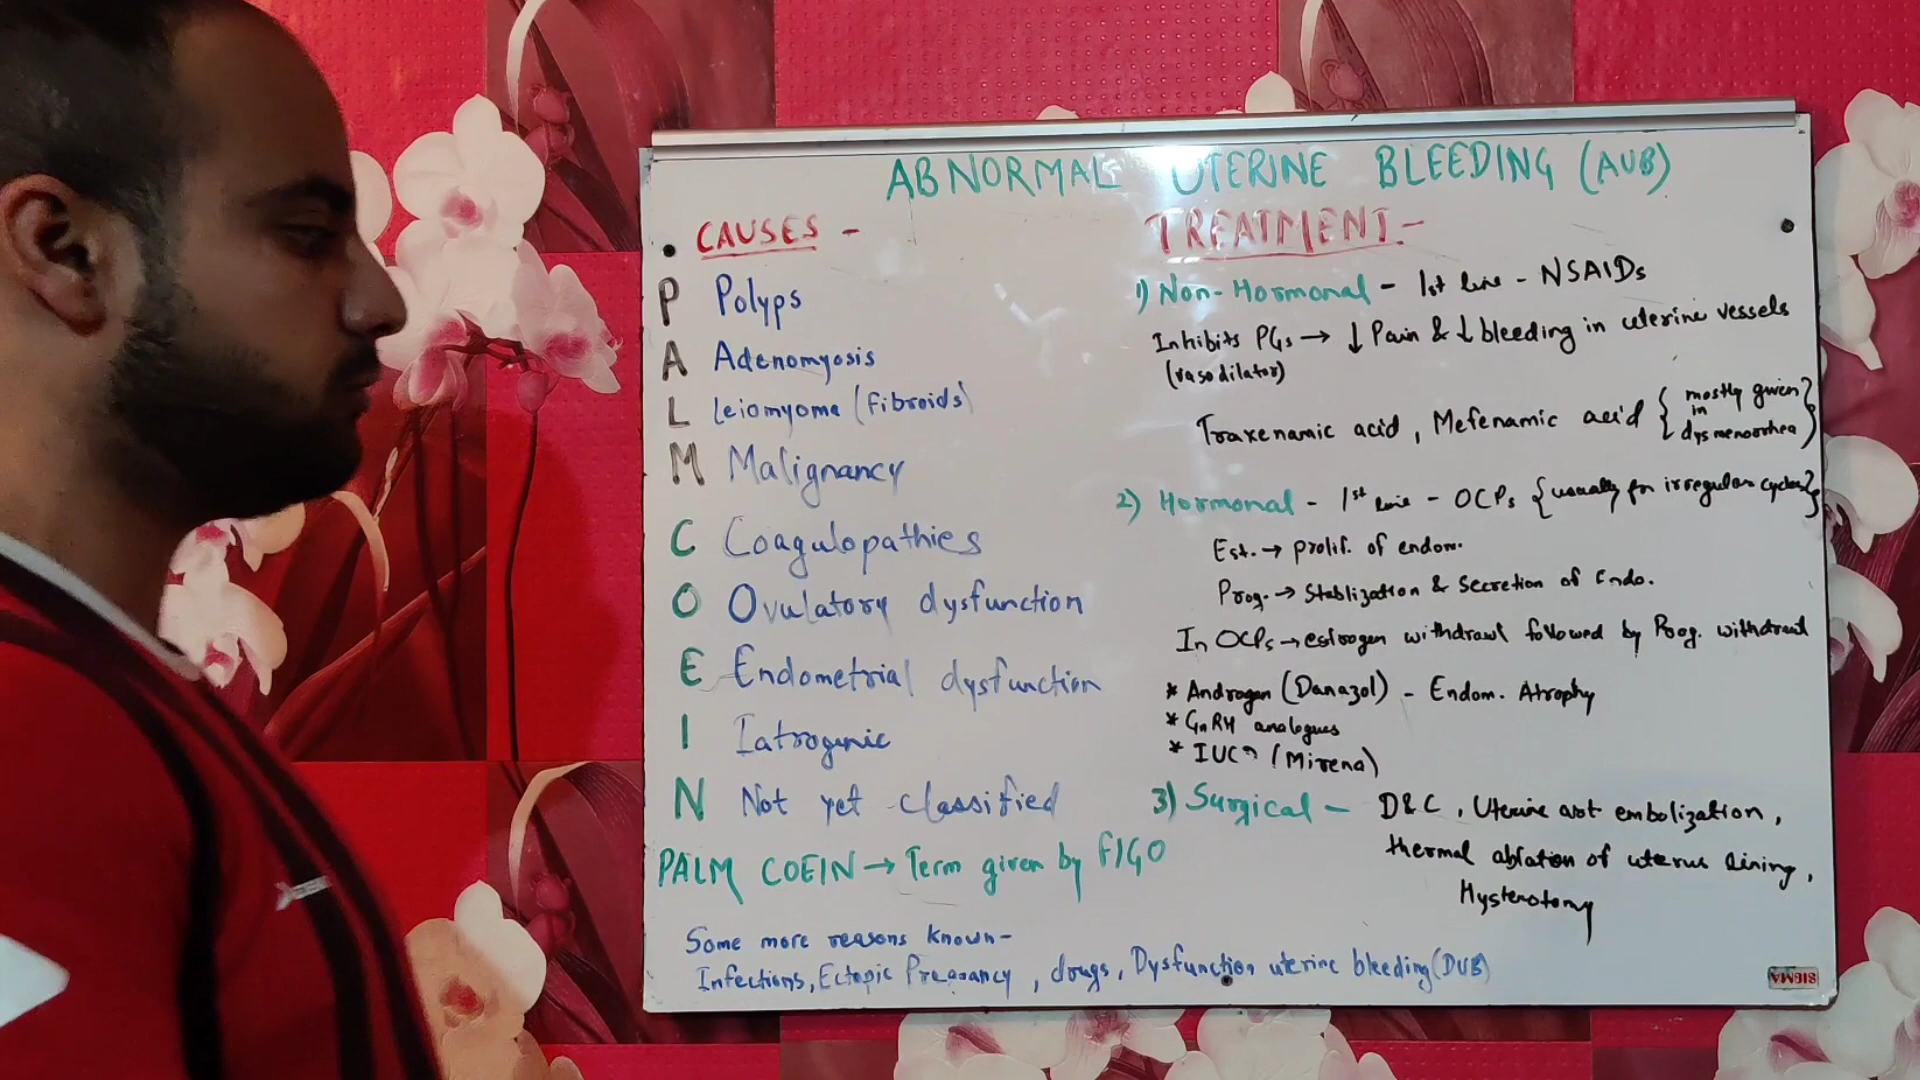 ABNORMAL UTERINE BLEEDING (AUB)
CAUSES -
P Polyps
A Adenomyosis
L Leiomyoma (Fibroids)
M Malignancy
C Coagulopathies
O Ovulatory dysfunction
E Endometrial dysfunction
I Iatrogenic
N Not yet classified
PALM COEIN → Term given by FIGO
Some more reasons known-
Infections, Ectopic Pregnancy, drugs, Dysfunction uterine bleeding (DUB)
TREATMENT:-
1) Non-Hormonal - 1st line - NSAIDs
Inhibits PGs → ↓ Pain & ↓ bleeding in uterine vessels
(vasodilator)
Traxenamic acid, Mefenamic acid { mostly given in dysmenorrhea }
2) Hormonal - 1st line - OCPs { usually for irregular cycles }
Est. → prolif. of endom.
Prog. → Stablization & Secretion of Endo.
In OCPs → estrogen withdrawl followed by Prog. withdrawl
* Androgen (Danazol) - Endom. Atrophy
* GnRH analogues
* (Mirena)
3) Surgical - D&C, Uterine art embolization,
thermal ablation of uterus lining,
Hysterotomy
SIGMA